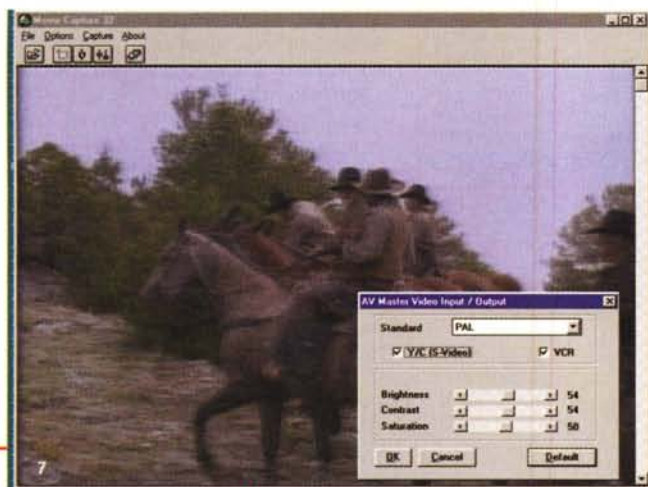 Movie Capture 32
File Options Capture About
AV Master Video Input / Output
Standard PAL
Y/C (S-Video) VCR
Brightness 54
Contrast 54
Saturation 50
OK Cancel Default
7